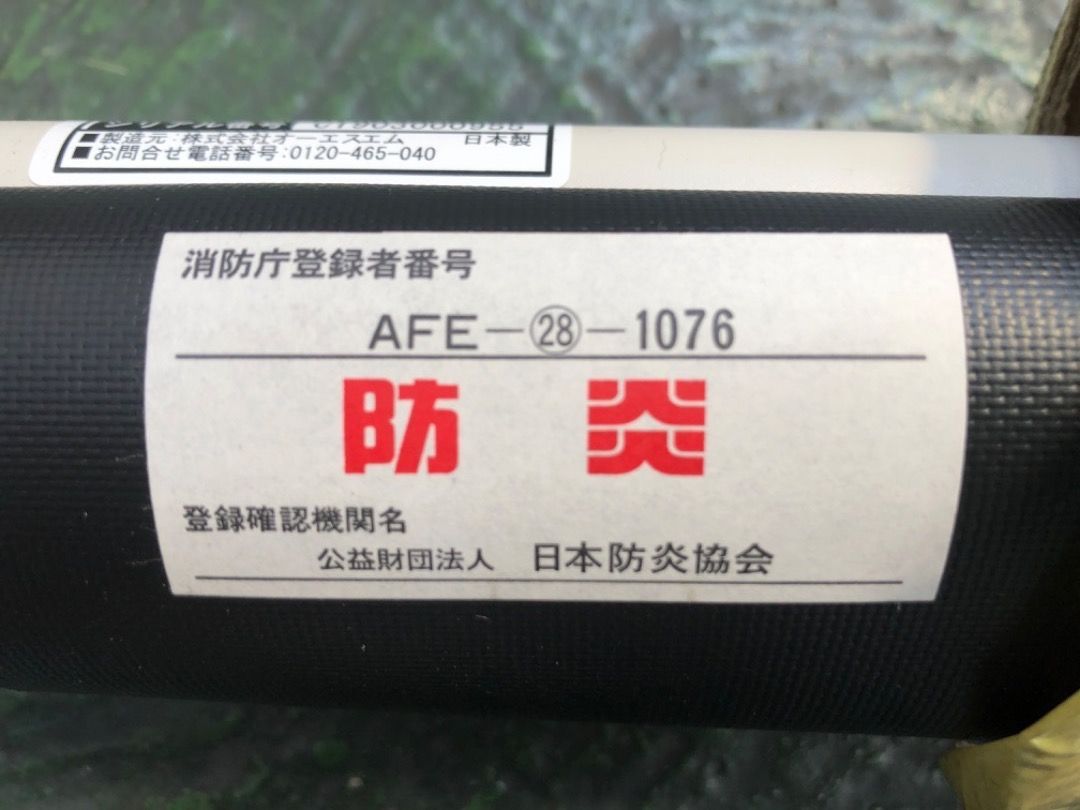 ■製造元:株式会社オーエスエム 日本製
■お問合せ電話番号:0120-465-040
消防庁登録者番号
AFE-㉘-1076
防炎
登録確認機関名
公益財団法人 日本防炎協会